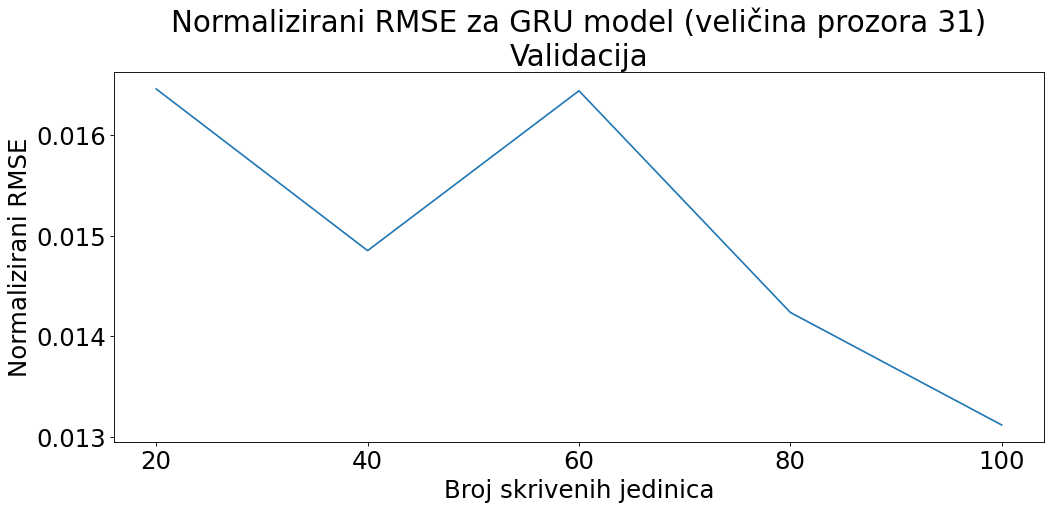 Normalizirani RMSE za GRU model (veličina prozora 31)
Validacija
Normalizirani RMSE
0.016
0.015
0.014
0.013
20 40 60 80 100
Broj skrivenih jedinica